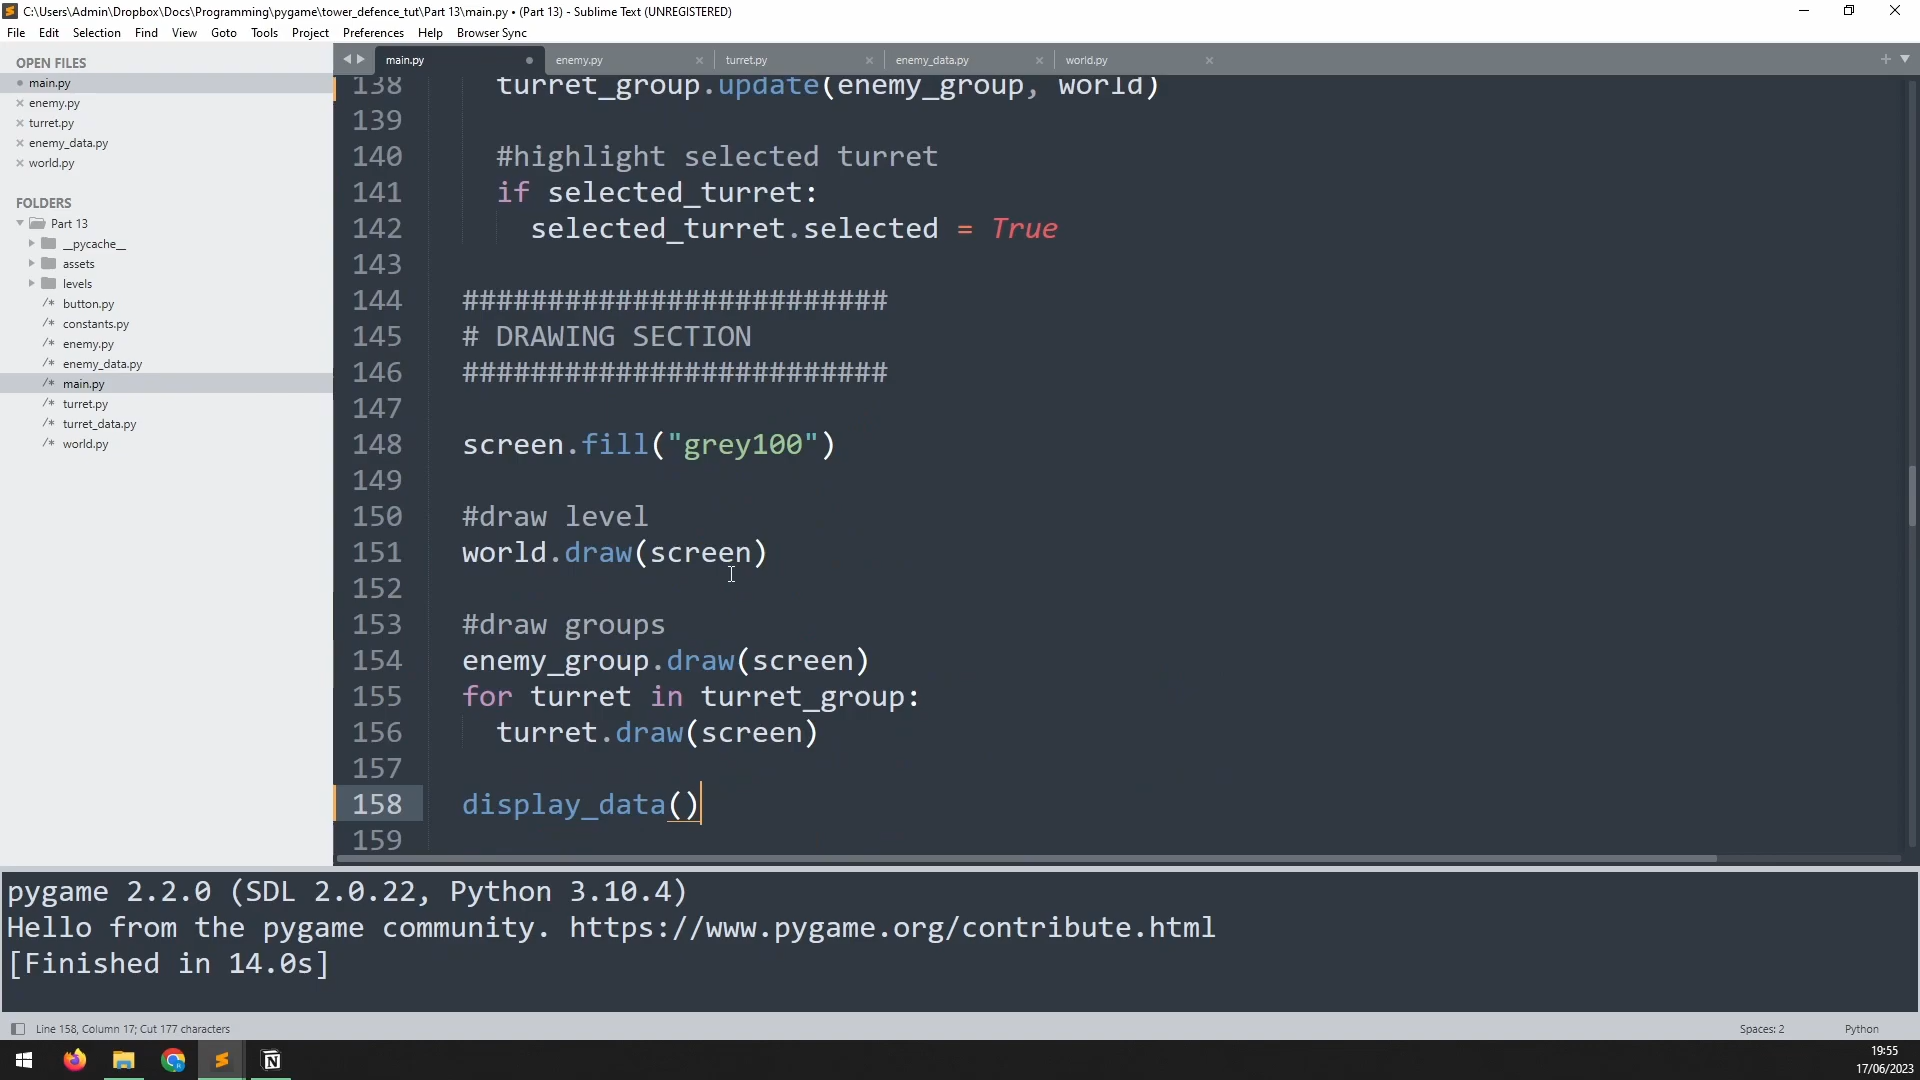 C:\Users\Admin\Dropbox\Docs\Programming\pygame\tower_defence_tut\Part 13\main.py • (Part 13) - Sublime Text (UNREGISTERED)
File Edit Selection Find View Goto Tools Project Preferences Help Browser Sync
OPEN FILES
main.py
enemy.py
turret.py
enemy_data.py
world.py
FOLDERS
Part 13
__pycache__
assets
levels
button.py
constants.py
enemy.py
enemy_data.py
main.py
turret.py
turret_data.py
world.py
main.py enemy.py turret.py enemy_data.py world.py
138 turret_group.update(enemy_group, world)
139
140 #highlight selected turret
141 if selected_turret:
142 selected_turret.selected = True
143
144 #########################
145 # DRAWING SECTION
146 #########################
147
148 screen.fill("grey100")
149
150 #draw level
151 world.draw(screen)
152
153 #draw groups
154 enemy_group.draw(screen)
155 for turret in turret_group:
156 turret.draw(screen)
157
158 display_data()
159
pygame 2.2.0 (SDL 2.0.22, Python 3.10.4)
Hello from the pygame community. https://www.pygame.org/contribute.html
[Finished in 14.0s]
Line 158, Column 17; Cut 177 characters Spaces: 2 Python
19:55
17/06/2023